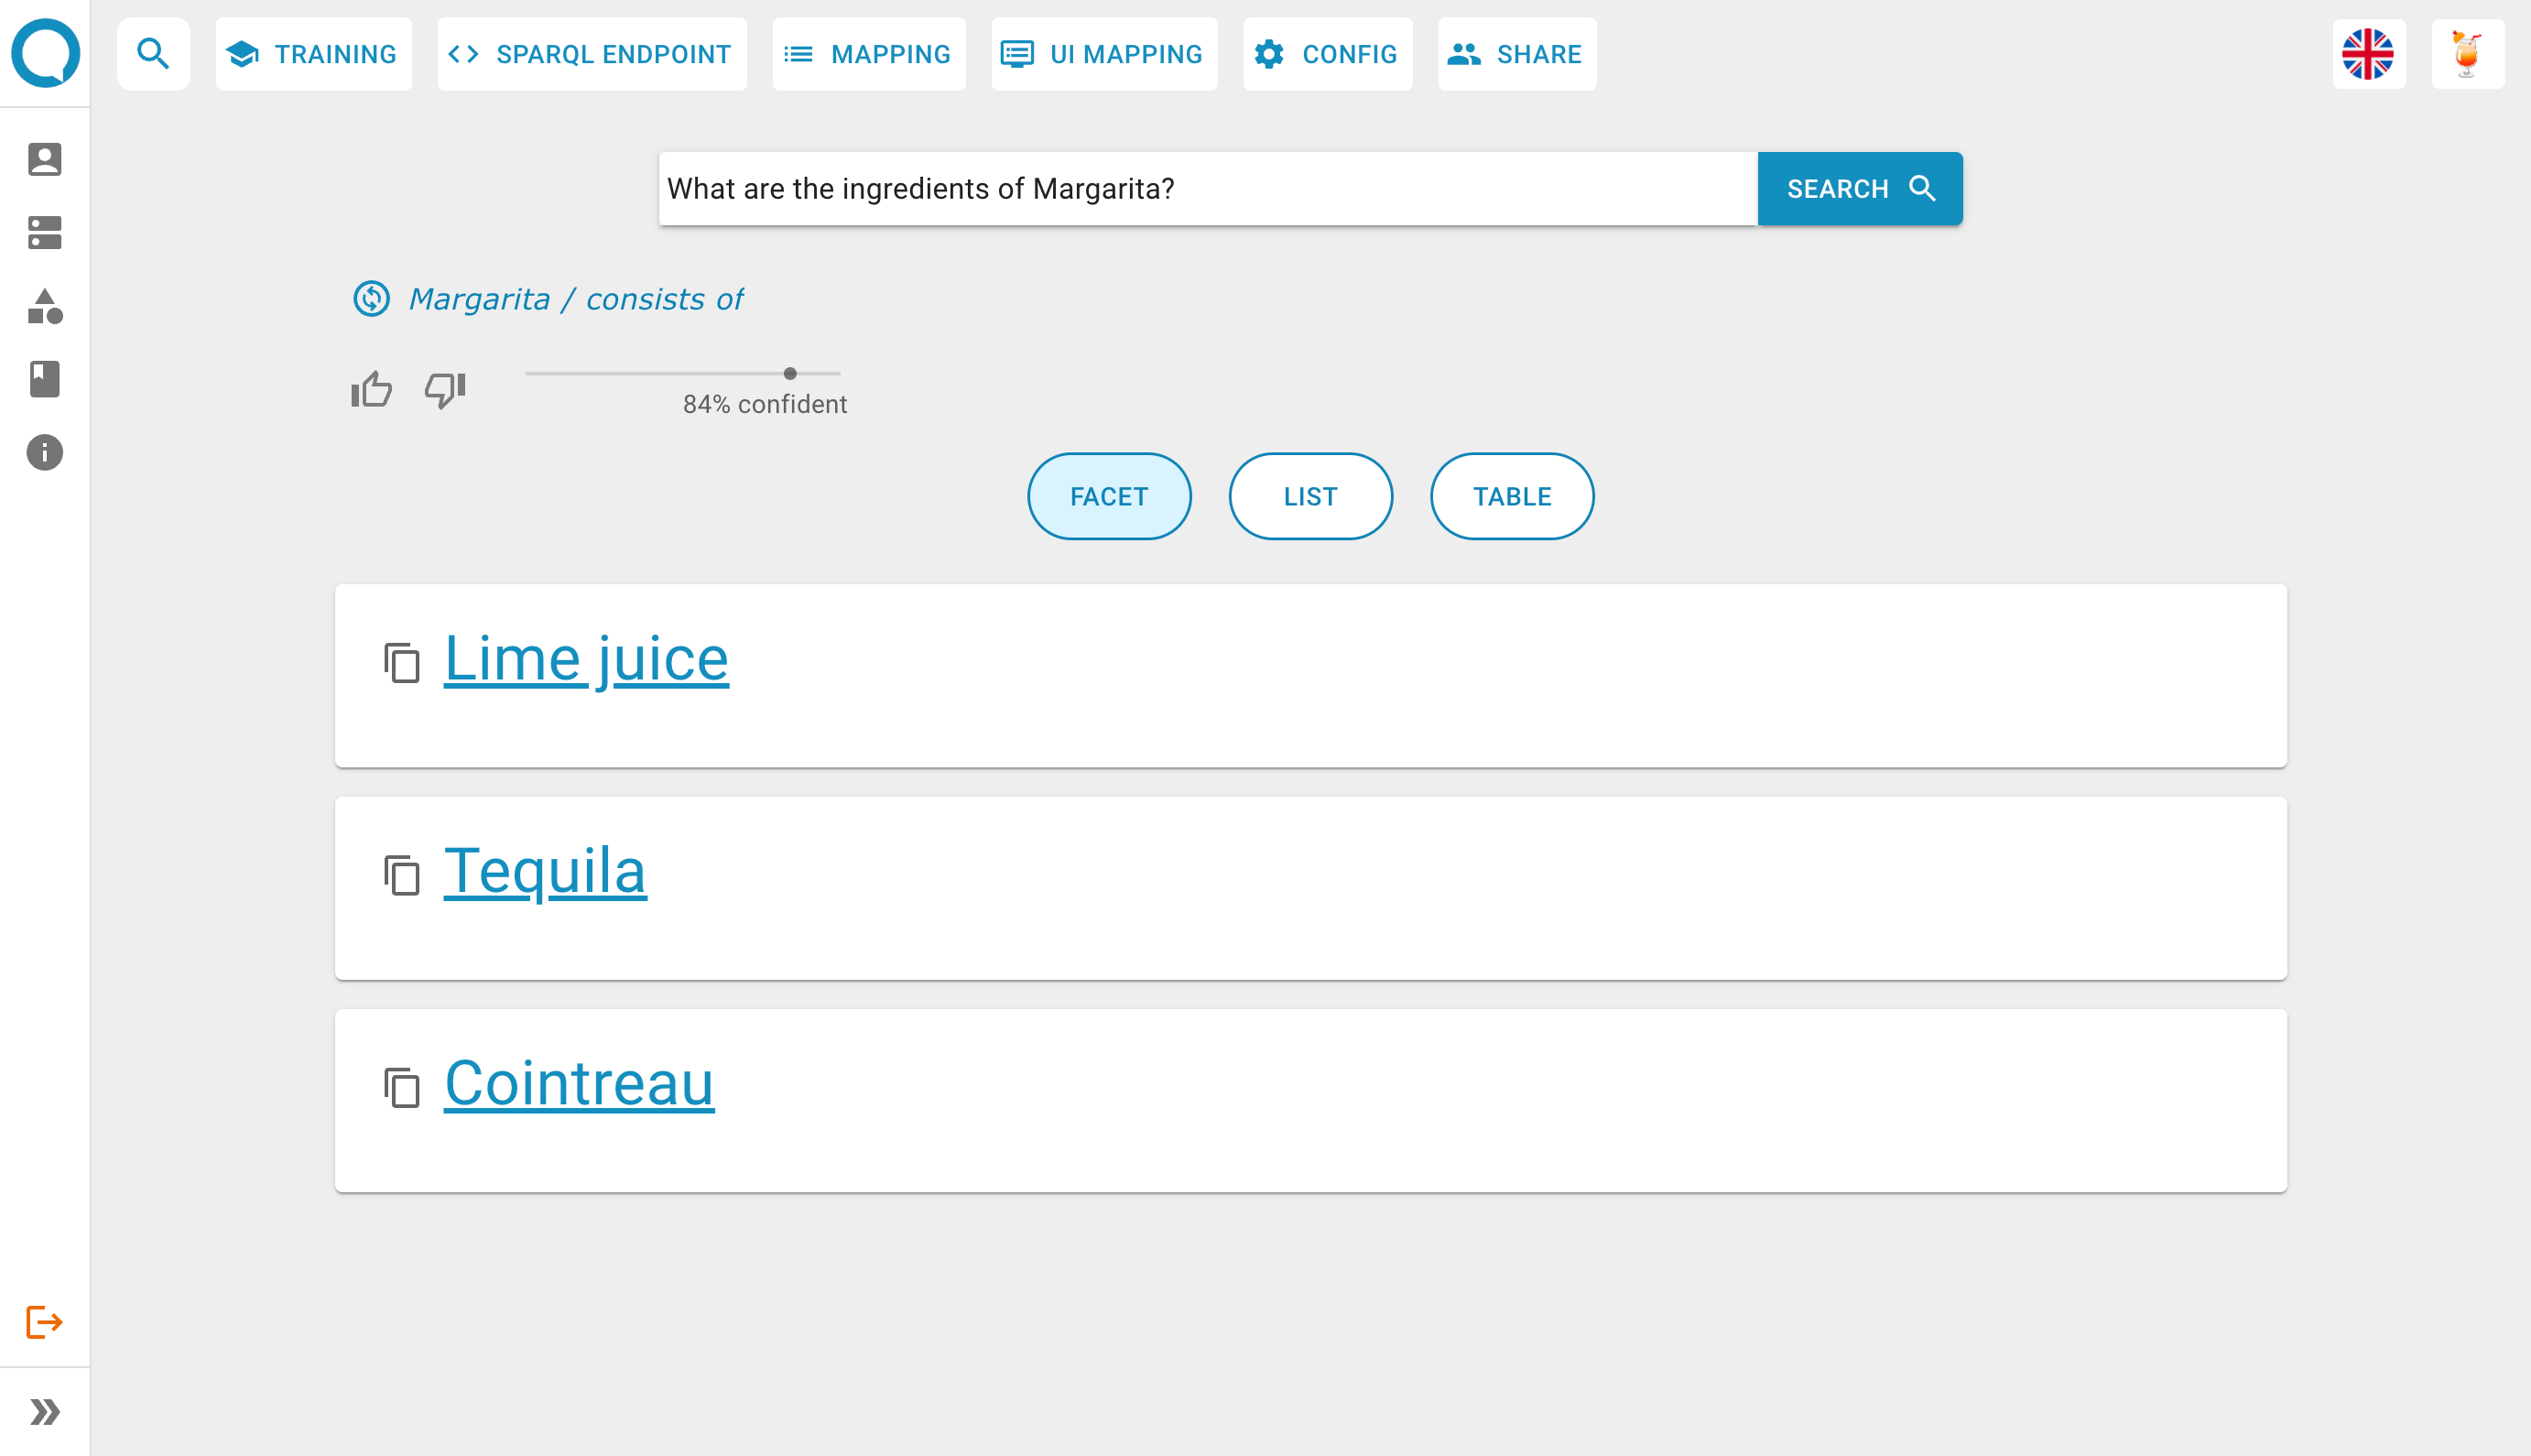 TRAINING
SPARQL ENDPOINT
MAPPING
UI MAPPING
CONFIG
SHARE
What are the ingredients of Margarita?
SEARCH
Margarita / consists of
84% confident
FACET
LIST
TABLE
Lime juice
Tequila
Cointreau